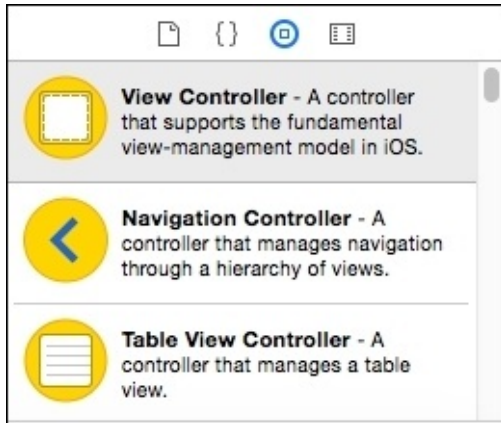 {}
View Controller - A controller
that supports the fundamental
view-management model in iOS.
Navigation Controller - A
controller that manages navigation
through a hierarchy of views.
Table View Controller - A
controller that manages a table
view.